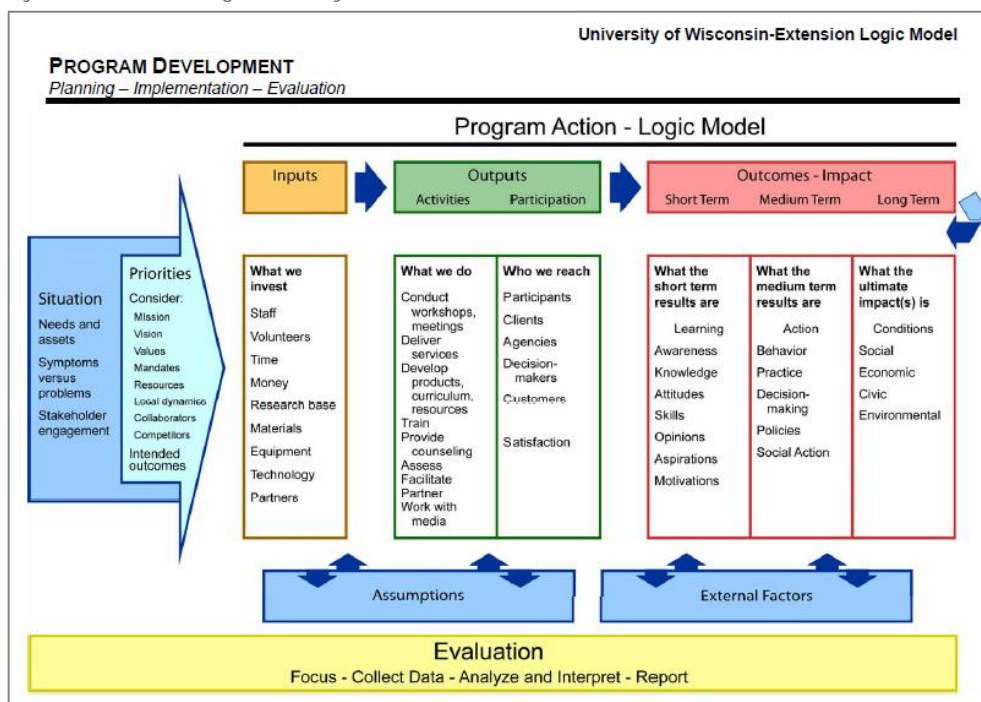 University of Wisconsin-Extension Logic Model
PROGRAM DEVELOPMENT
Planning – Implementation – Evaluation
Program Action - Logic Model
Inputs
Outputs
Activities Participation
Outcomes - Impact
Short Term Medium Term Long Term
Situation
Needs and
assets
Symptoms
versus
problems
Stakeholder
engagement
Priorities
Consider:
Mission
Vision
Values
Mandates
Resources
Local dynamics
Collaborators
Competitors
Intended
outcomes
What we
invest
Staff
Volunteers
Time
Money
Research base
Materials
Equipment
Technology
Partners
What we do
Conduct
workshops,
meetings
Deliver
services
Develop
products,
curriculum,
resources
Train
Provide
counseling
Assess
Facilitate
Partner
Work with
media
Who we reach
Participants
Clients
Agencies
Decision-
makers
Customers
Satisfaction
What the
short term
results are
Learning
Awareness
Knowledge
Attitudes
Skills
Opinions
Aspirations
Motivations
What the
medium term
results are
Action
Behavior
Practice
Decision-
making
Policies
Social Action
What the
ultimate
impact(s) is
Conditions
Social
Economic
Civic
Environmental
Assumptions
External Factors
Evaluation
Focus - Collect Data - Analyze and Interpret - Report